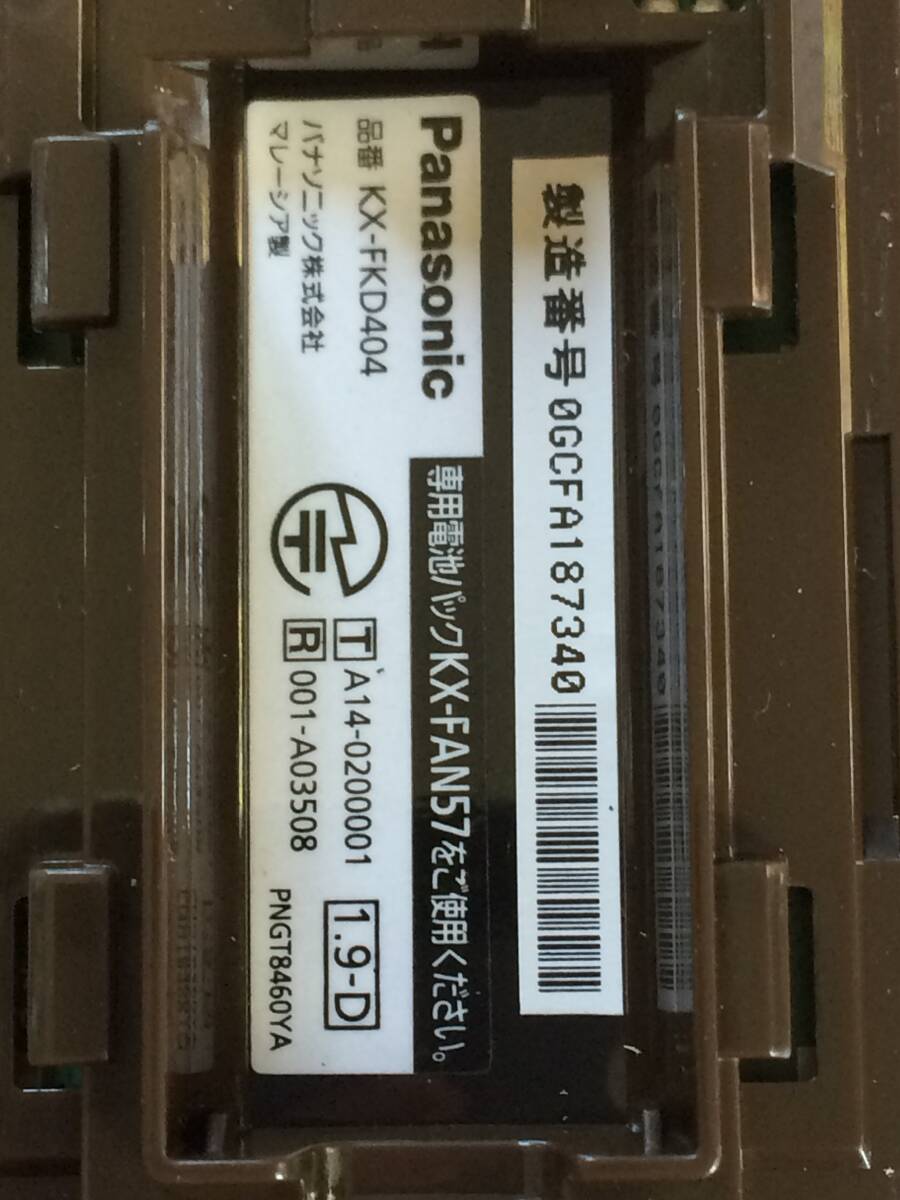 製造番号 0GCFA187340
Panasonic
品番 KX-FKD404
パナソニック株式会社
マレーシア製
専用電池パックKX-FAN57をご使用ください。
T A14-0200001
R 001-A03508
1.9-D
PNGT8460YA